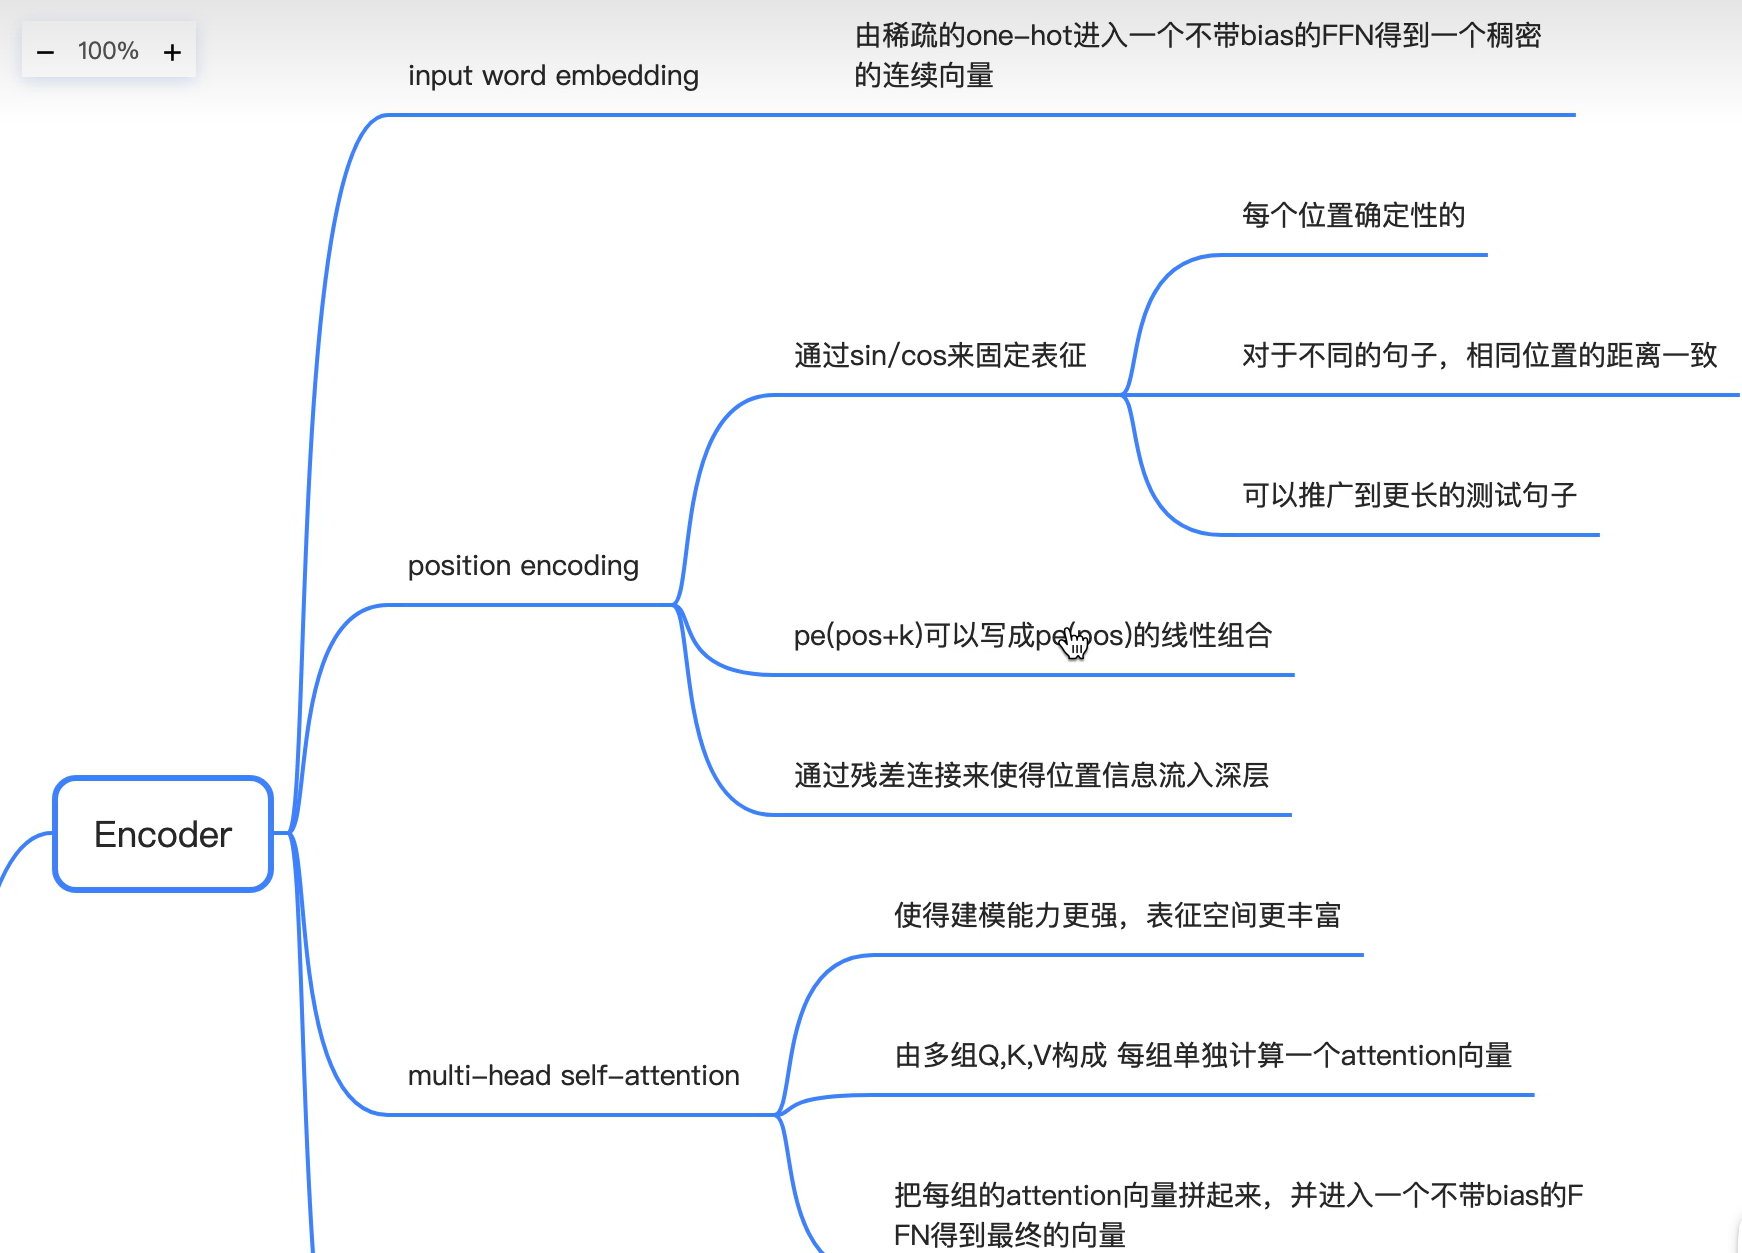 100%
input word embedding
由稀疏的one-hot进入一个不带bias的FFN得到一个稠密
的连续向量
每个位置确定性的
通过sin/cos来固定表征
对于不同的句子，相同位置的距离一致
可以推广到更长的测试句子
position encoding
pe(pos+k)可以写成pe(pos)的线性组合
通过残差连接来使得位置信息流入深层
Encoder
使得建模能力更强，表征空间更丰富
multi-head self-attention
由多组Q,K,V构成 每组单独计算一个attention向量
把每组的attention向量拼起来，并进入一个不带bias的F
FN得到最终的向量